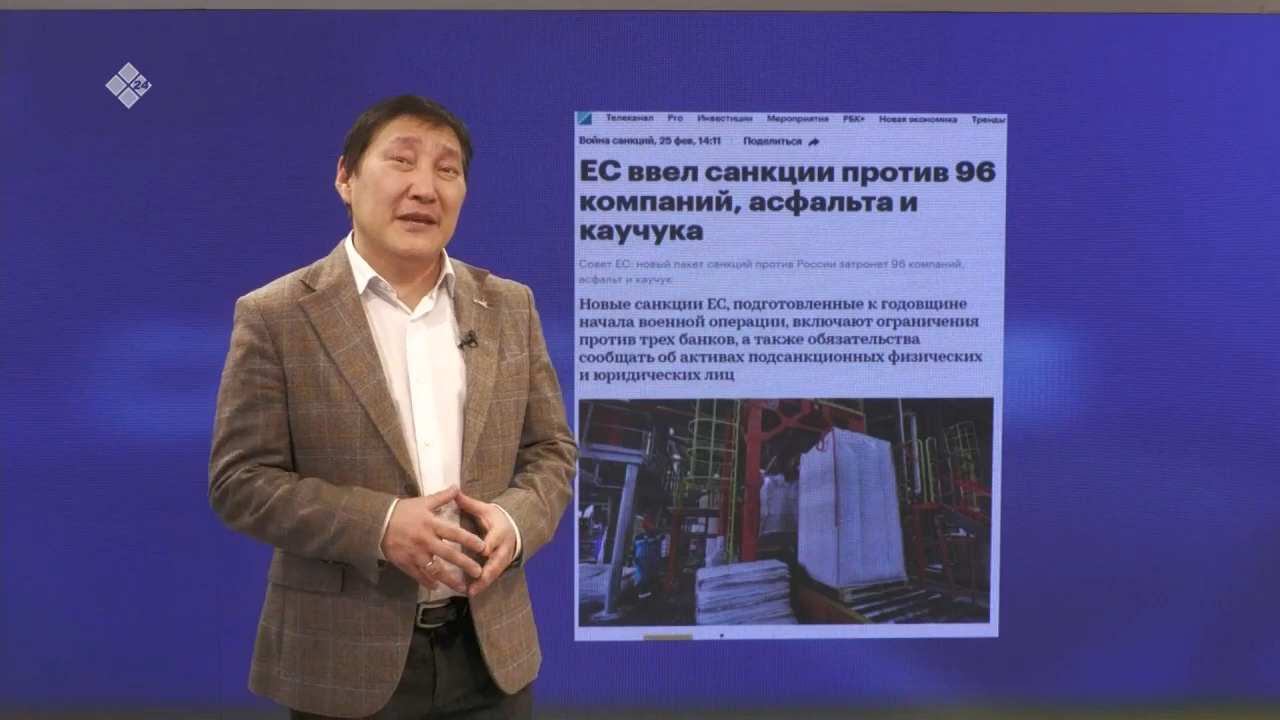 24
Телеканал Pro Инвестиции Мероприятия РБК+ Новая экономика Тренды
Война санкций, 25 фев, 14:11 Поделиться
ЕС ввел санкции против 96
компаний, асфальта и
каучука
Совет ЕС: новый пакет санкций против России затронет 96 компаний,
асфальт и каучук
Новые санкции ЕС, подготовленные к годовщине
начала военной операции, включают ограничения
против трех банков, а также обязательства
сообщать об активах подсанкционных физических
и юридических лиц